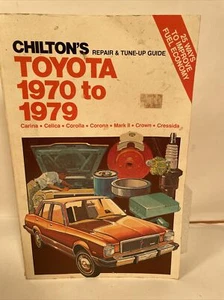 CHILTON'S
REPAIR & TUNE-UP GUIDE
TOYOTA
1970 to
1979
Carina • Celica • Corolla • Corona • Mark II • Crown • Cressida
25 WAYS
TO IMPROVE
FUEL ECONOMY